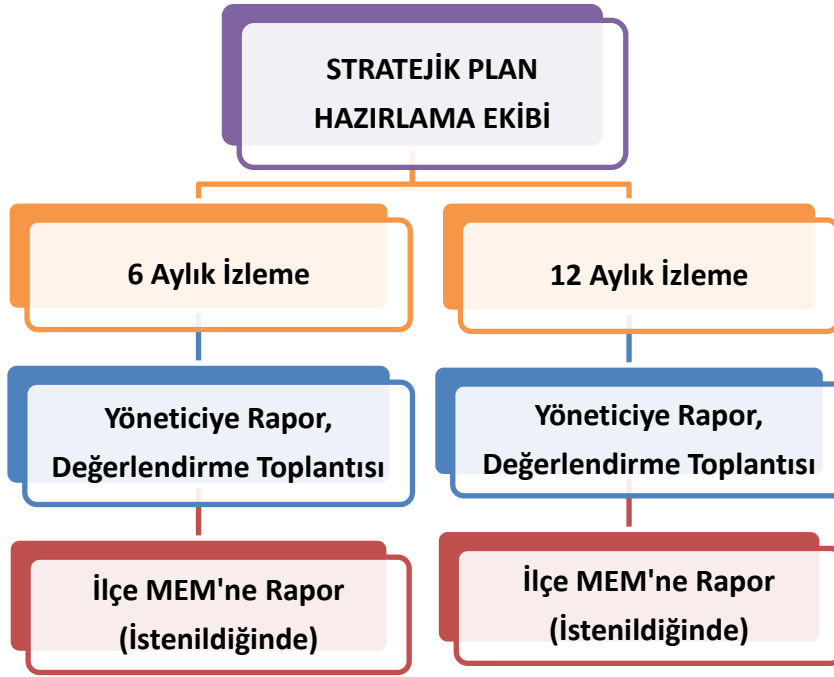 STRATEJİK PLAN
HAZIRLAMA EKİBİ
6 Aylık İzleme
12 Aylık İzleme
Yöneticiye Rapor,
Değerlendirme Toplantısı
Yöneticiye Rapor,
Değerlendirme Toplantısı
İlçe MEM'ne Rapor
(İstenildiğinde)
İlçe MEM'ne Rapor
(İstenildiğinde)